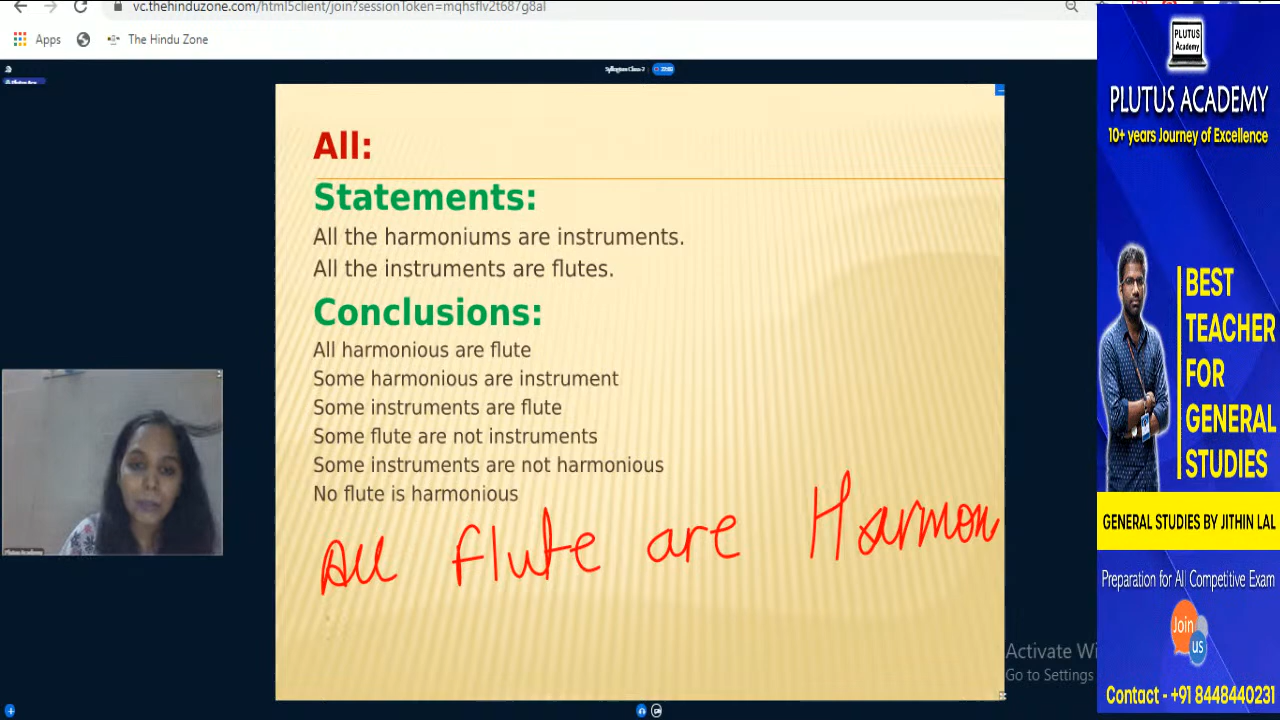 vc.thehinduzone.com/html5client/join?sessionToken=mqhsflv2t687g8al
Apps
The Hindu Zone
All:
Statements:
All the harmoniums are instruments.
All the instruments are flutes.
Conclusions:
All harmonious are flute
Some harmonious are instrument
Some instruments are flute
Some flute are not instruments
Some instruments are not harmonious
No flute is harmonious
All flute are Harmon
Activate Wi
Go to Settings
PLUTUS
Academy
PLUTUS ACADEMY
10+ years Journey of Excellence
BEST
TEACHER
FOR
GENERAL
STUDIES
GENERAL STUDIES BY JITHIN LAL
Preparation for All Competitive Exam
Join
us
Contact - +91 8448440231